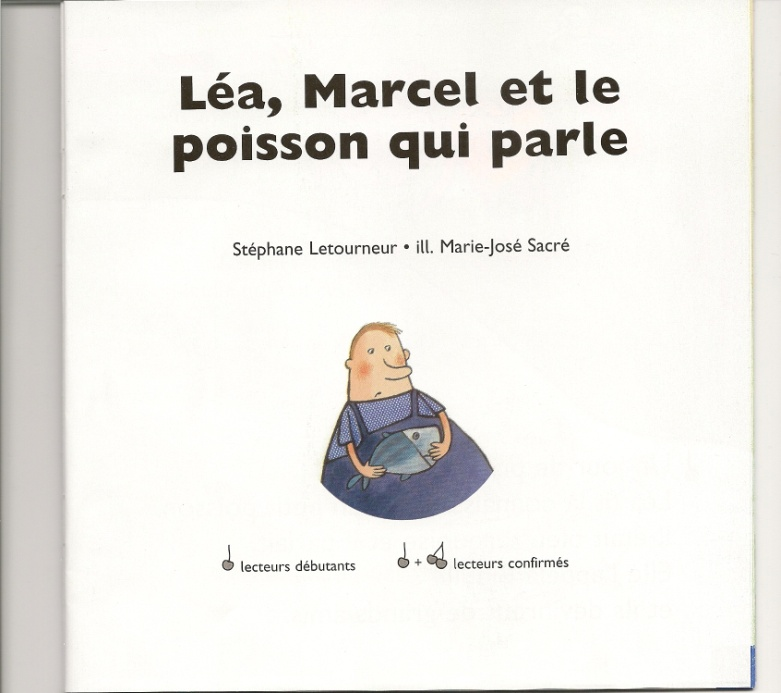 Léa, Marcel et le
poisson qui parle
Stéphane Letourneur • ill. Marie-José Sacré
lecteurs débutants
+ lecteurs confirmés